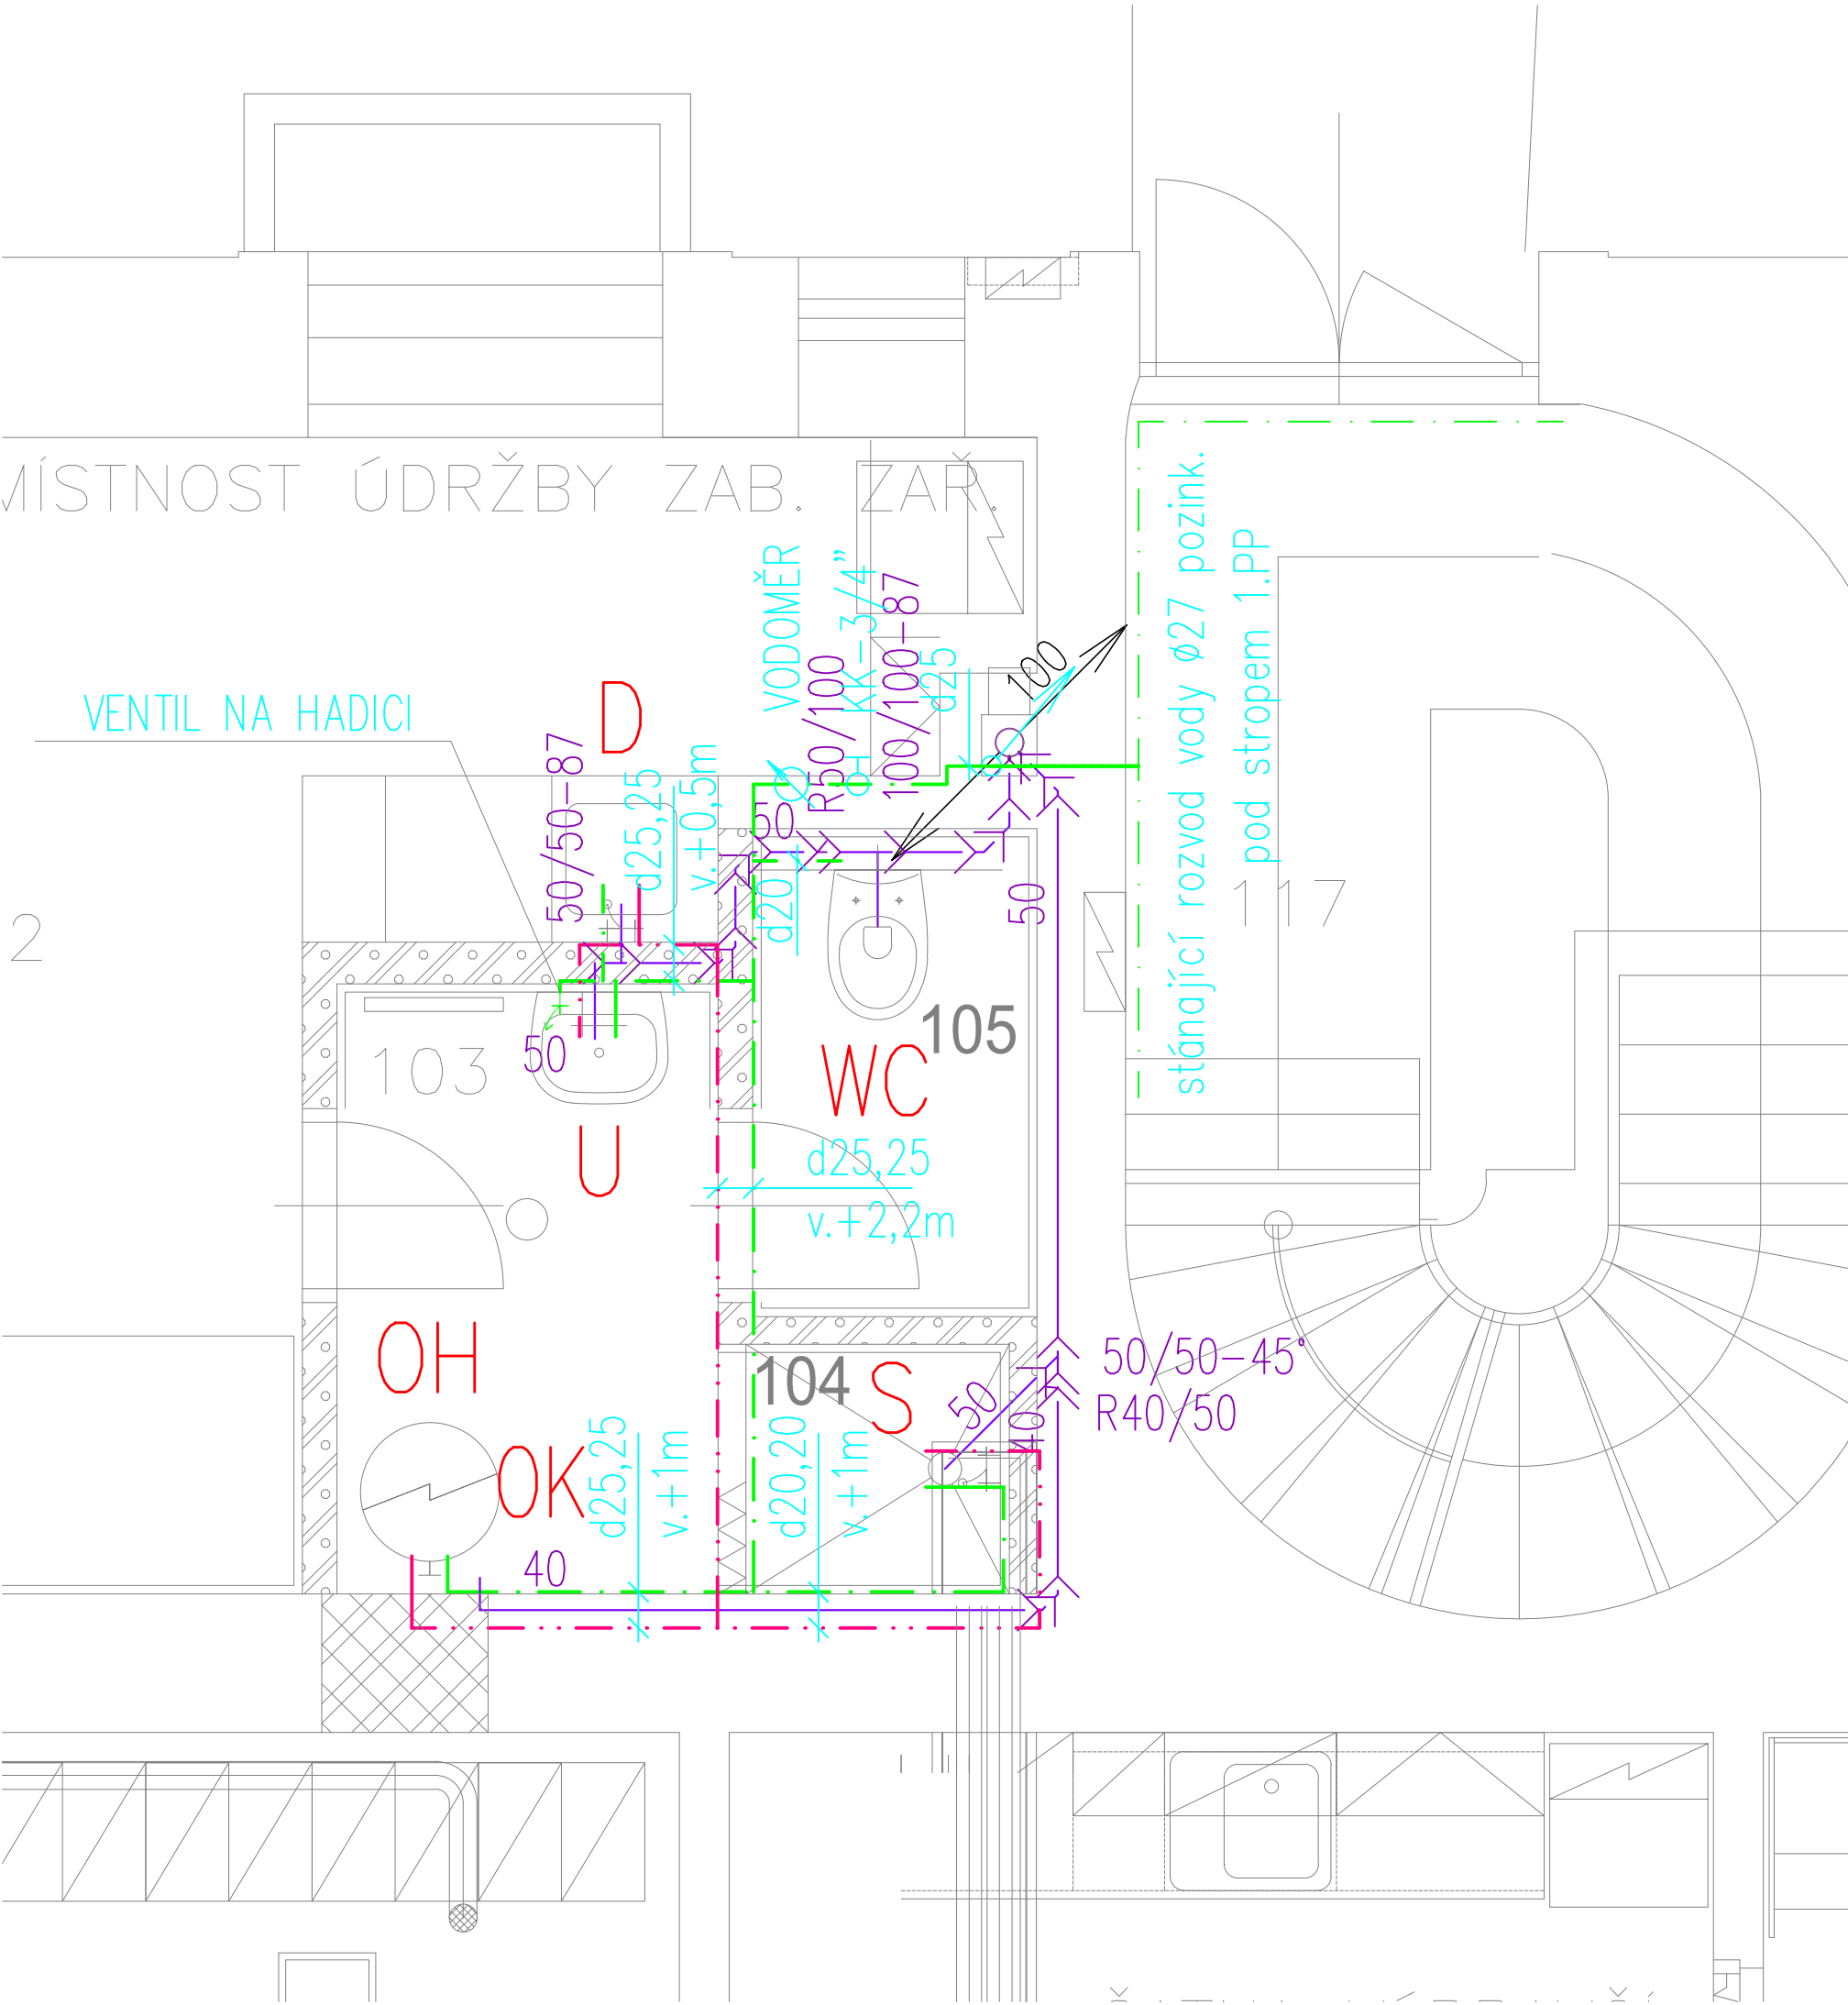 MÍSTNOST ÚDRŽBY ZAB. ZAŘ.
VODOMĚR
KK-3/4"
R50/100
100/100-87
d25
100
stánající rozvod vody ø27 pozink.
pod stropem 1.PP
VENTIL NA HADICI
D
50/50-87
d25,25
v.+0,5m
50
d20
50
2
117
103
50
U
105
WC
d25,25
v.+2,2m
OH
OK
104
S
50
40
50/50-45°
R40/50
d25,25
v.+1m
d20,20
v.+1m
40